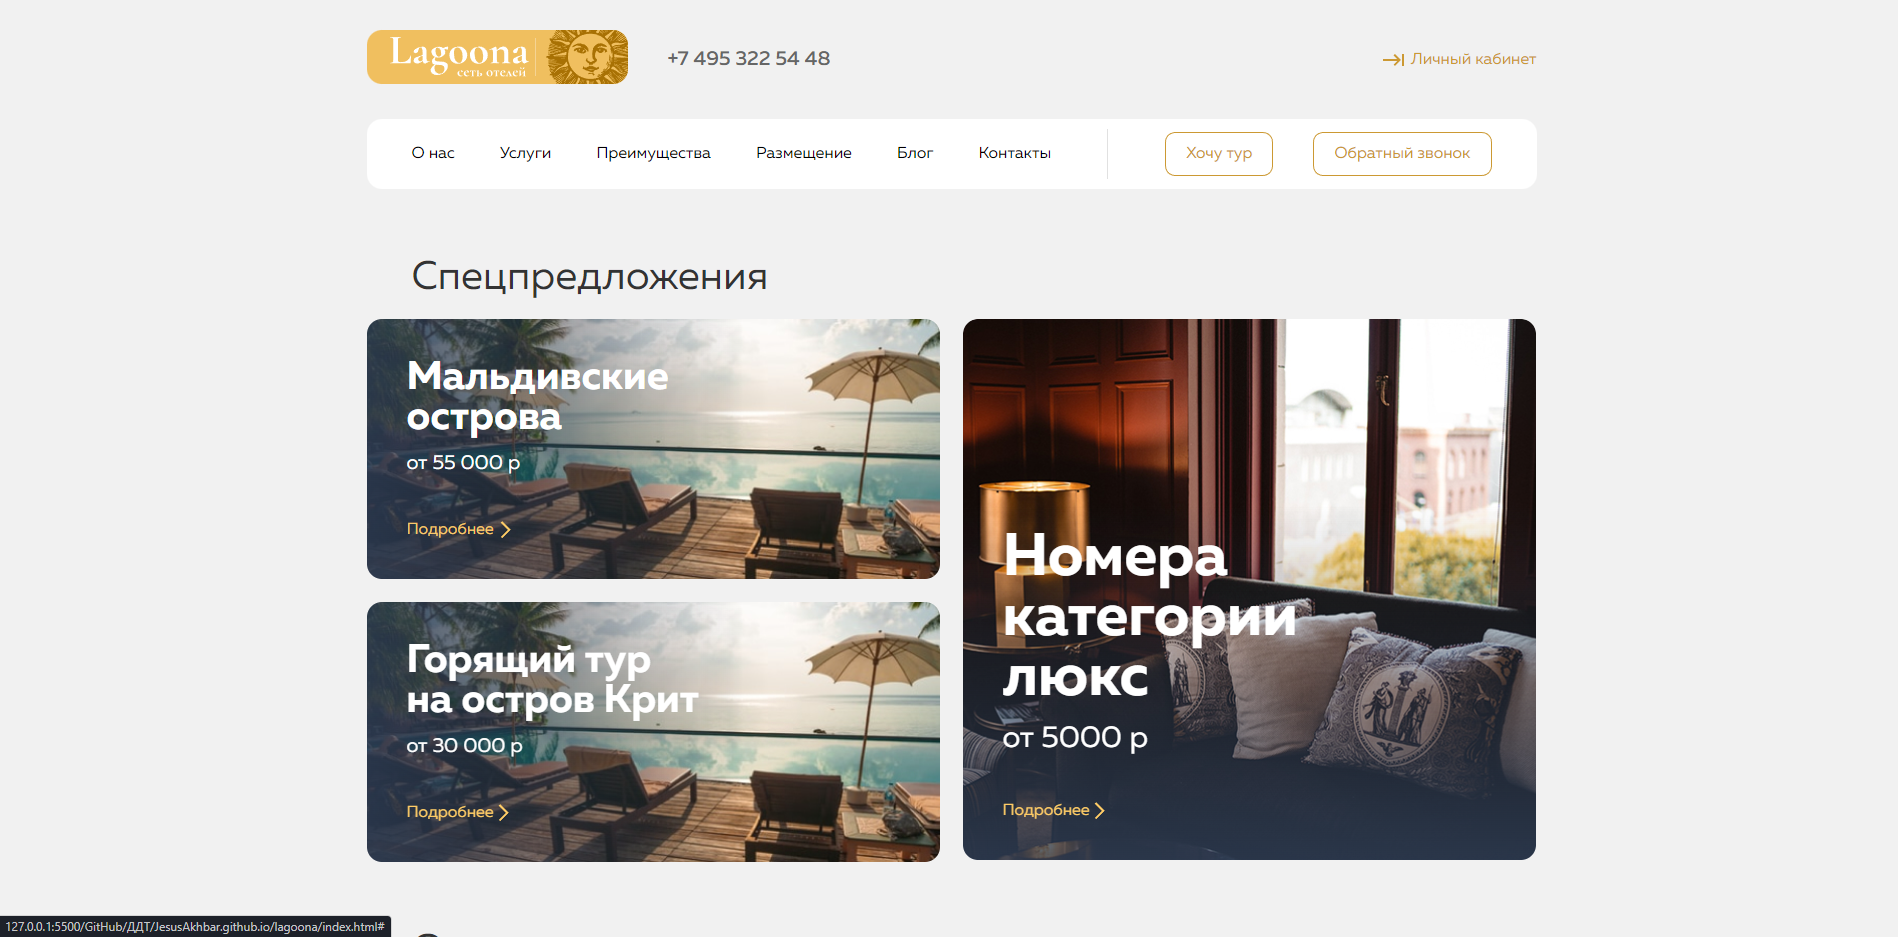 Lagoona
сеть отелей
+7 495 322 54 48
Личный кабинет
О нас
Услуги
Преимущества
Размещение
Блог
Контакты
Хочу тур
Обратный звонок
Спецпредложения
Мальдивские
острова
от 55 000 р
Подробнее
Горящий тур
на остров Крит
от 30 000 р
Подробнее
Номера
категории
люкс
от 5000 р
Подробнее
127.0.0.1:5500/GitHub/ДДТ/JesusAkhbar.github.io/lagoona/index.html#